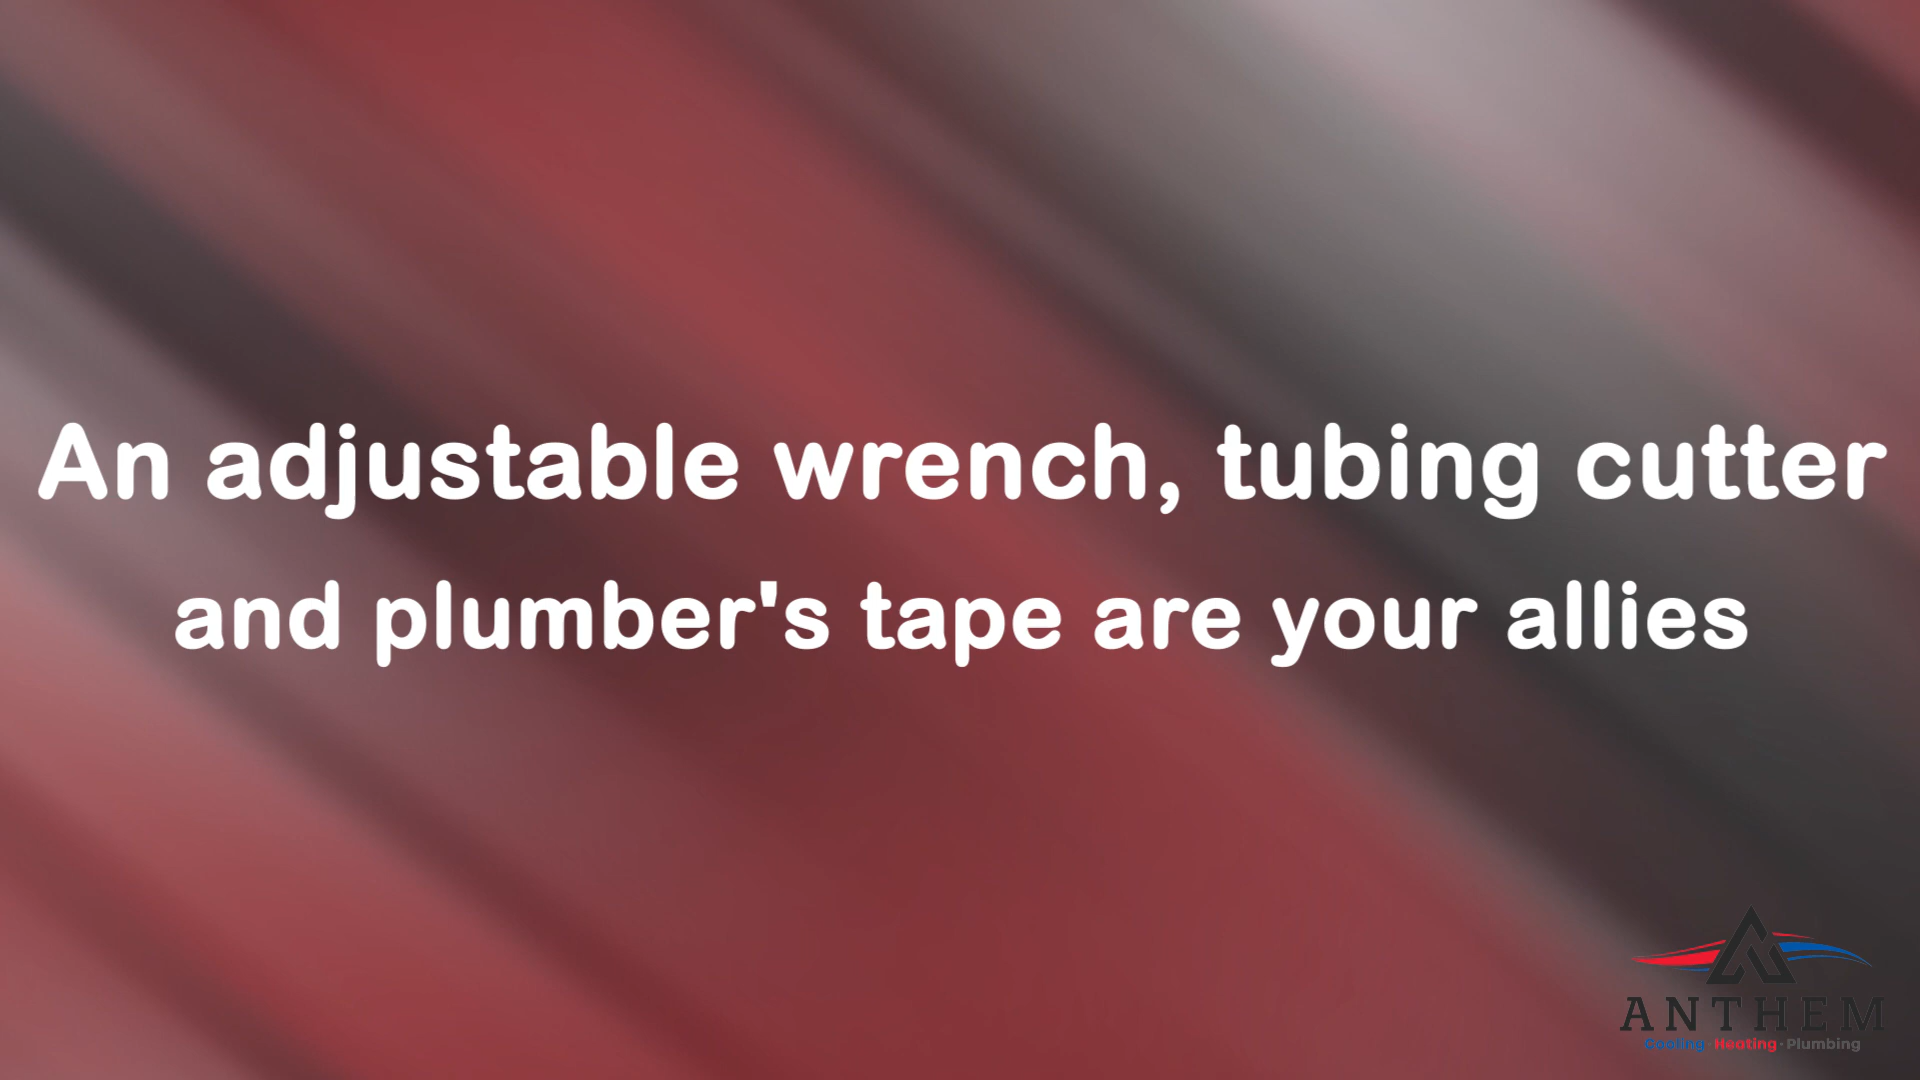 An adjustable wrench, tubing cutter
and plumber's tape are your allies
ANTHEM
Cooling · Heating · Plumbing